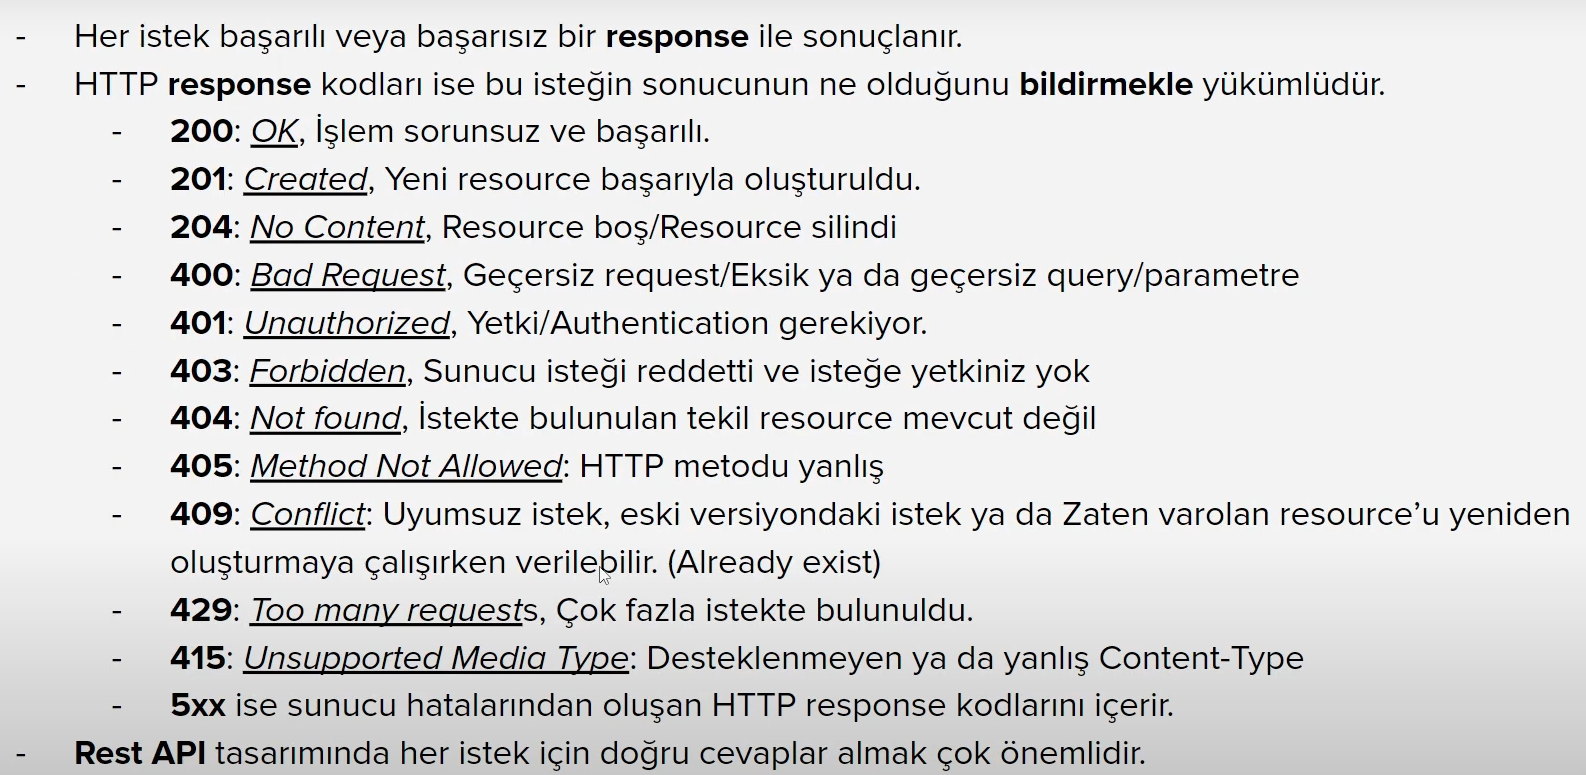 - Her istek başarılı veya başarısız bir response ile sonuçlanır.
- HTTP response kodları ise bu isteğin sonucunun ne olduğunu bildirmekle yükümlüdür.
- 200: OK, İşlem sorunsuz ve başarılı.
- 201: Created, Yeni resource başarıyla oluşturuldu.
- 204: No Content, Resource boş/Resource silindi
- 400: Bad Request, Geçersiz request/Eksik ya da geçersiz query/parametre
- 401: Unauthorized, Yetki/Authentication gerekiyor.
- 403: Forbidden, Sunucu isteği reddetti ve isteğe yetkiniz yok
- 404: Not found, İstekte bulunulan tekil resource mevcut değil
- 405: Method Not Allowed: HTTP metodu yanlış
- 409: Conflict: Uyumsuz istek, eski versiyondaki istek ya da Zaten varolan resource’u yeniden
oluşturmaya çalışırken verilebilir. (Already exist)
- 429: Too many requests, Çok fazla istekte bulunuldu.
- 415: Unsupported Media Type: Desteklenmeyen ya da yanlış Content-Type
- 5xx ise sunucu hatalarından oluşan HTTP response kodlarını içerir.
- Rest API tasarımında her istek için doğru cevaplar almak çok önemlidir.